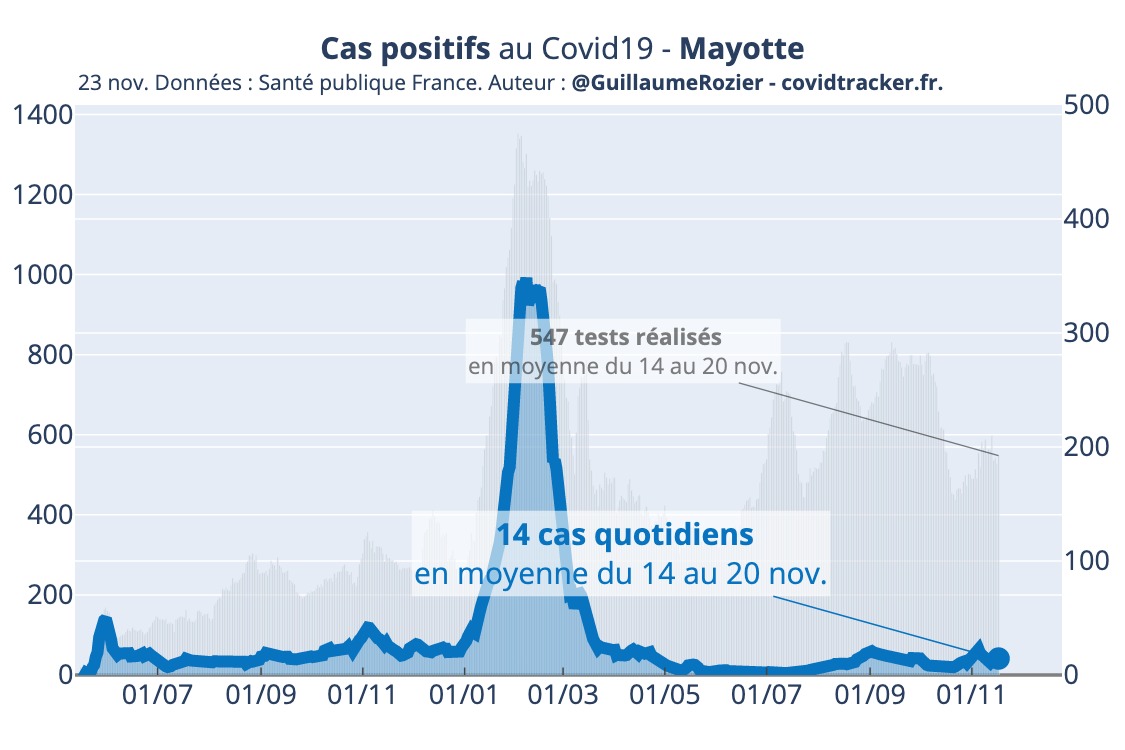 Cas positifs au Covid19 - Mayotte
23 nov. Données : Santé publique France. Auteur : @GuillaumeRozier - covidtracker.fr.
1400
1200
1000
800
600
400
200
0
500
400
300
200
100
0
547 tests réalisés
en moyenne du 14 au 20 nov.
14 cas quotidiens
en moyenne du 14 au 20 nov.
01/07 01/09 01/11 01/01 01/03 01/05 01/07 01/09 01/11